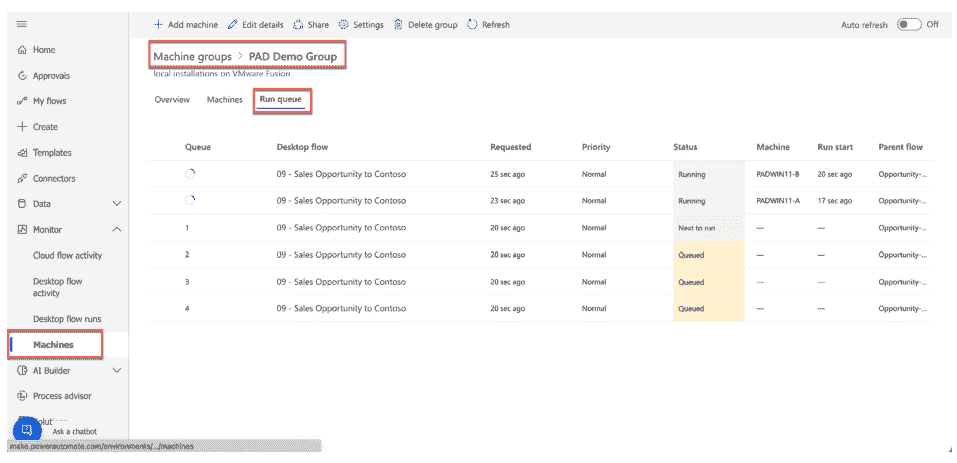 Add machine Edit details Share Settings Delete group Refresh Auto refresh Off
Home
Approvals
My flows
Create
Templates
Connectors
Data
Monitor
Cloud flow activity
Desktop flow
activity
Desktop flow runs
Machines
AI Builder
Process advisor
Ask a chatbot
make.powerautomate.com/environments/.../machines
Machine groups > PAD Demo Group
local installations on VMware Fusion
Overview Machines Run queue
Queue Desktop flow Requested Priority Status Machine Run start Parent flow
09 - Sales Opportunity to Contoso 25 sec ago Normal Running PADWIN11-B 20 sec ago Opportunity-...
09 - Sales Opportunity to Contoso 23 sec ago Normal Running PADWIN11-A 17 sec ago Opportunity-...
1 09 - Sales Opportunity to Contoso 20 sec ago Normal Next to run --- --- Opportunity-...
2 09 - Sales Opportunity to Contoso 20 sec ago Normal Queued --- --- Opportunity-...
3 09 - Sales Opportunity to Contoso 20 sec ago Normal Queued --- --- Opportunity-...
4 09 - Sales Opportunity to Contoso 20 sec ago Normal Queued --- --- Opportunity-...